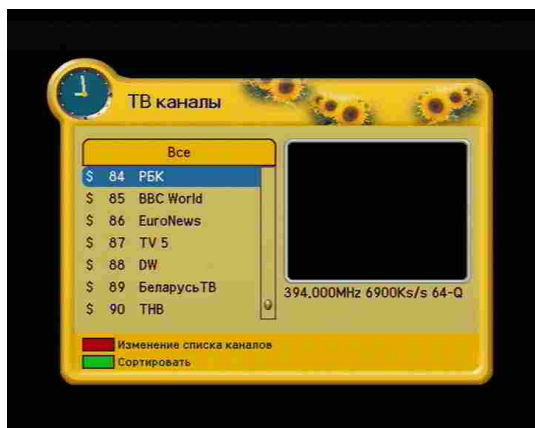 ТВ каналы
Все
$ 84 РБК
$ 85 BBC World
$ 86 EuroNews
$ 87 TV 5
$ 88 DW
$ 89 БеларусьТВ
$ 90 ТНВ
394,000MHz 6900Ks/s 64-Q
Изменение списка каналов
Сортировать